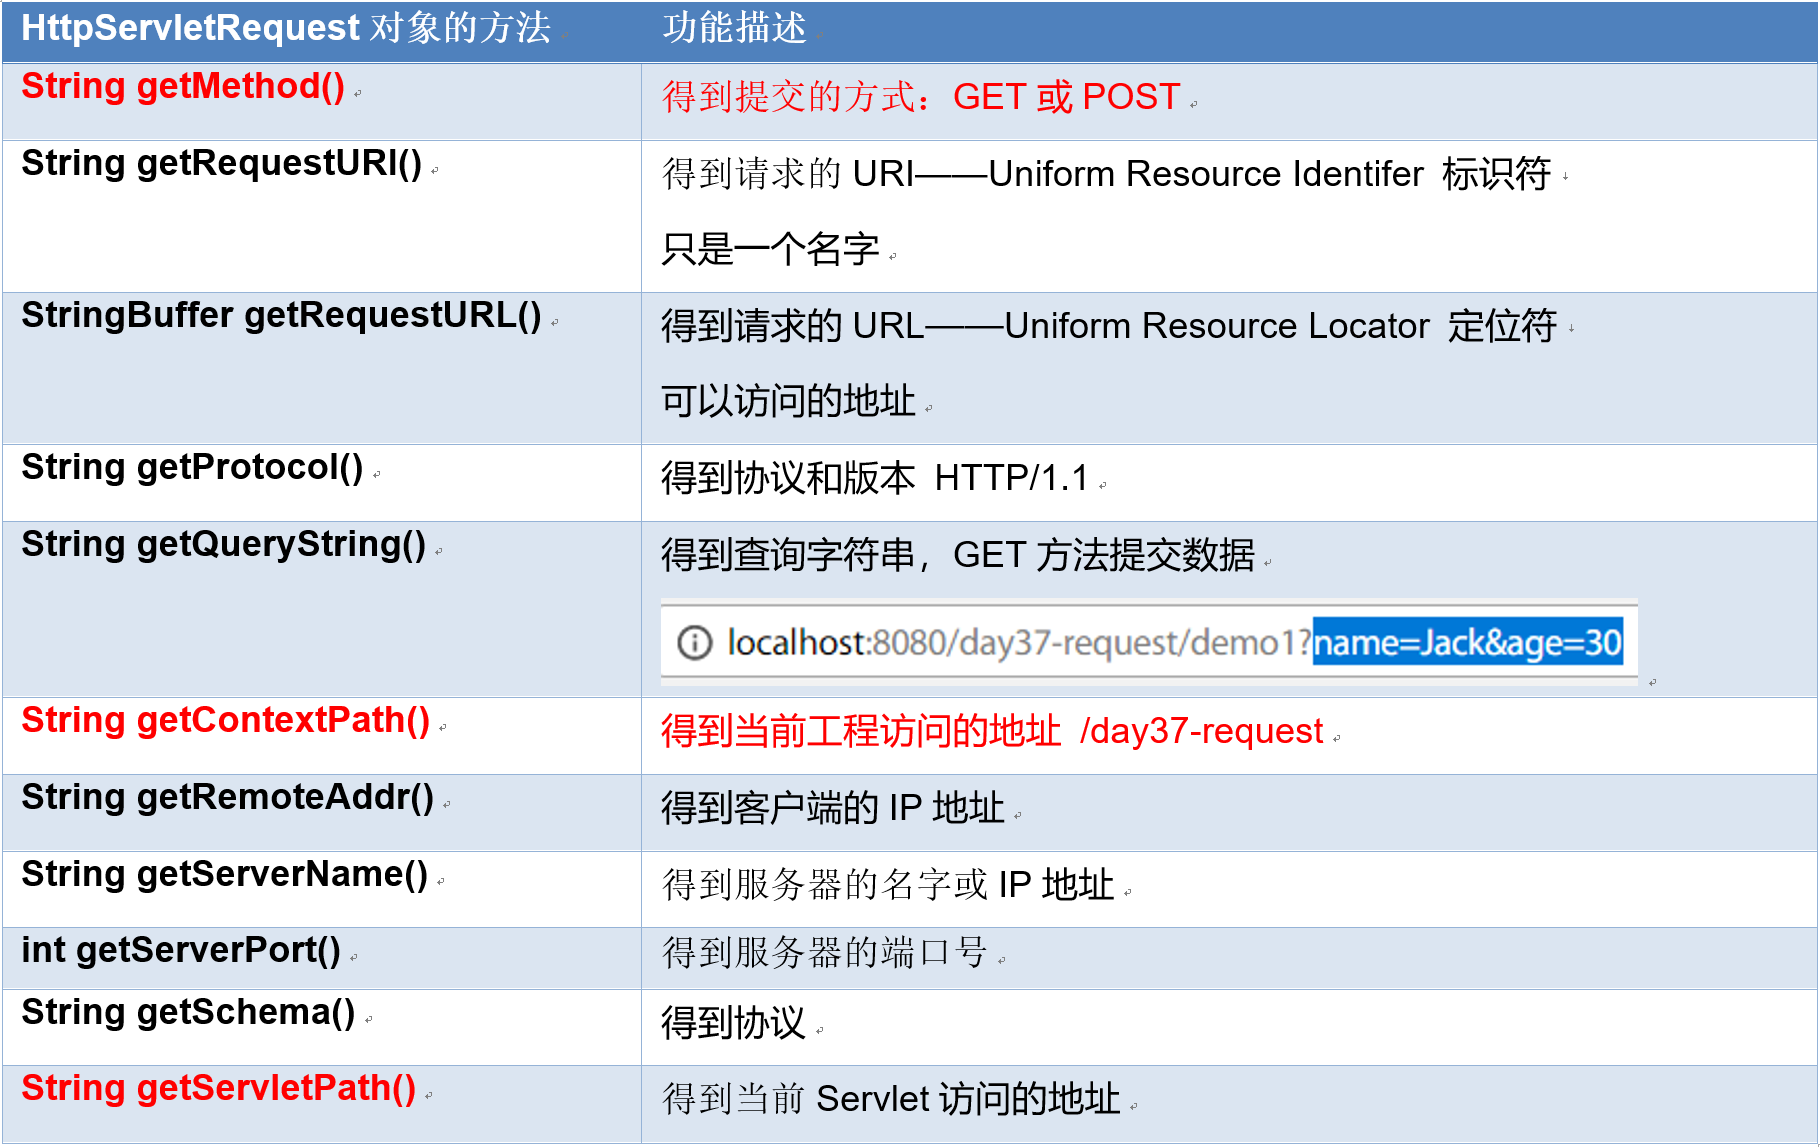 HttpServletRequest 对象的方法 功能描述
String getMethod() 得到提交的方式：GET 或 POST
String getRequestURI() 得到请求的 URI——Uniform Resource Identifer 标识符
只是一个名字
StringBuffer getRequestURL() 得到请求的 URL——Uniform Resource Locator 定位符
可以访问的地址
String getProtocol() 得到协议和版本 HTTP/1.1
String getQueryString() 得到查询字符串，GET 方法提交数据
localhost:8080/day37-request/demo1?name=Jack&age=30
String getContextPath() 得到当前工程访问的地址 /day37-request
String getRemoteAddr() 得到客户端的 IP 地址
String getServerName() 得到服务器的名字或 IP 地址
int getServerPort() 得到服务器的端口号
String getSchema() 得到协议
String getServletPath() 得到当前 Servlet 访问的地址